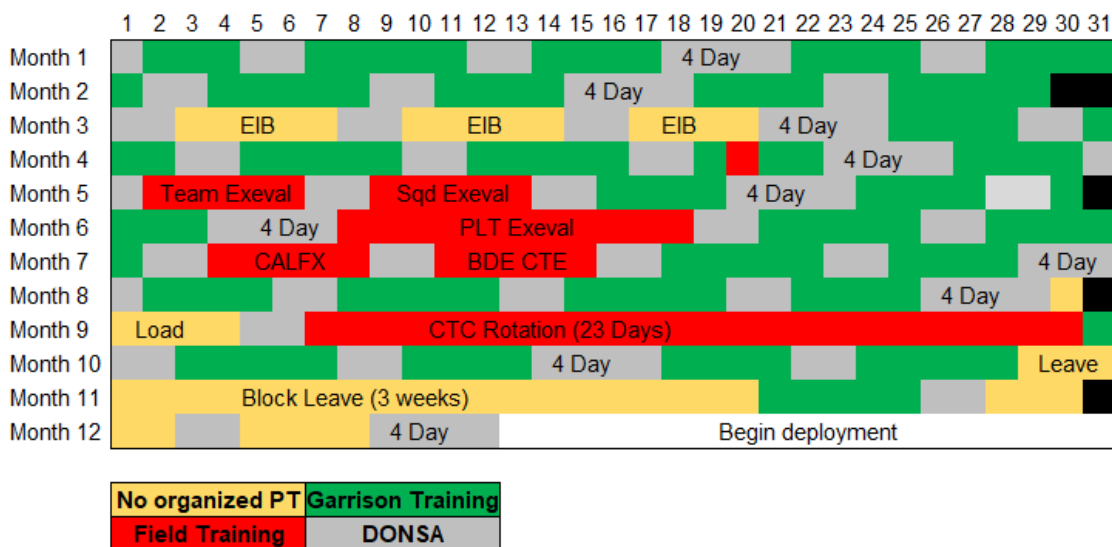 1 2 3 4 5 6 7 8 9 10 11 12 13 14 15 16 17 18 19 20 21 22 23 24 25 26 27 28 29 30 31
Month 1 4 Day
Month 2 4 Day
Month 3 EIB EIB EIB 4 Day
Month 4 4 Day
Month 5 Team Exeval Sqd Exeval 4 Day
Month 6 4 Day PLT Exeval
Month 7 CALFX BDE CTE 4 Day
Month 8 4 Day
Month 9 Load CTC Rotation (23 Days)
Month 10 4 Day Leave
Month 11 Block Leave (3 weeks)
Month 12 4 Day Begin deployment
No organized PT Garrison Training
Field Training DONSA